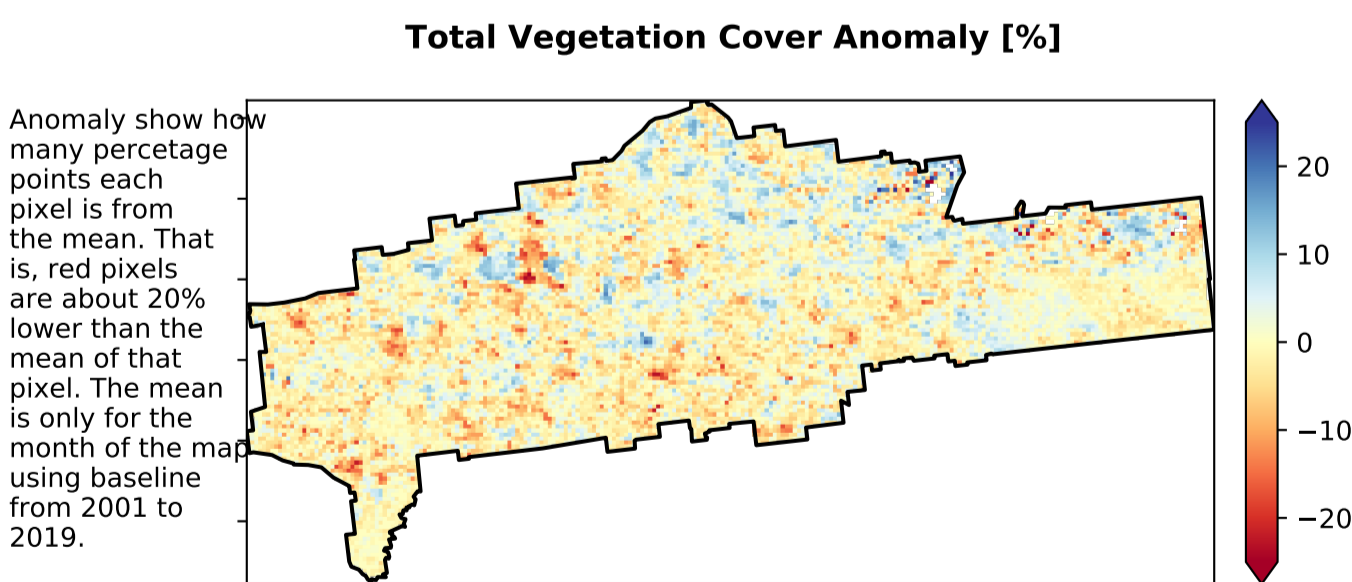 Total Vegetation Cover Anomaly [%]
Anomaly show how
many percetage
points each
pixel is from
the mean. That
is, red pixels
are about 20%
lower than the
mean of that
pixel. The mean
is only for the
month of the map
using baseline
from 2001 to
2019.
20
10
0
−10
−20